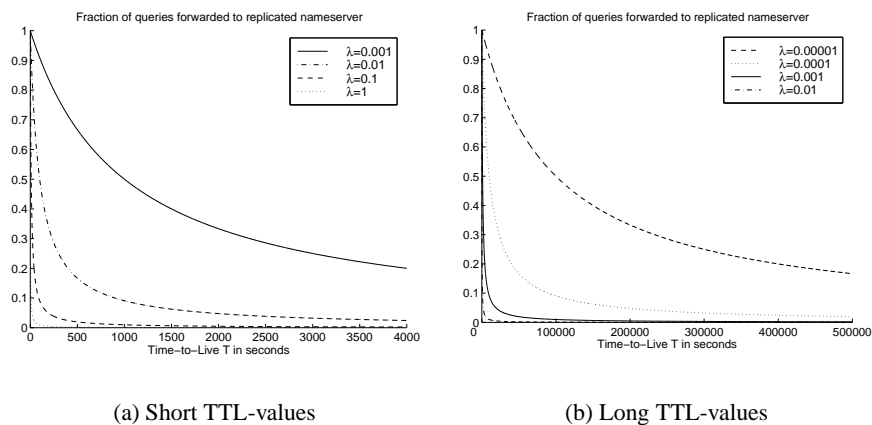 Fraction of queries forwarded to replicated nameserver
1
0.9
0.8
0.7
0.6
0.5
0.4
0.3
0.2
0.1
0
λ=0.001
λ=0.01
λ=0.1
λ=1
0 500 1000 1500 2000 2500 3000 3500 4000
Time−to−Live T in seconds
(a) Short TTL-values
Fraction of queries forwarded to replicated nameserver
1
0.9
0.8
0.7
0.6
0.5
0.4
0.3
0.2
0.1
0
λ=0.00001
λ=0.0001
λ=0.001
λ=0.01
0 100000 200000 300000 400000 500000
Time−to−Live T in seconds
(b) Long TTL-values